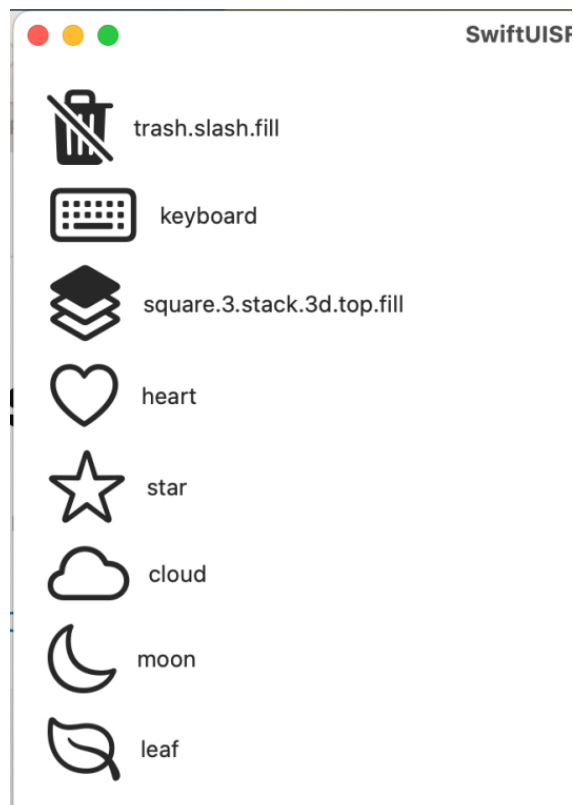 SwiftUISF
trash.slash.fill
keyboard
square.3.stack.3d.top.fill
heart
star
cloud
moon
leaf